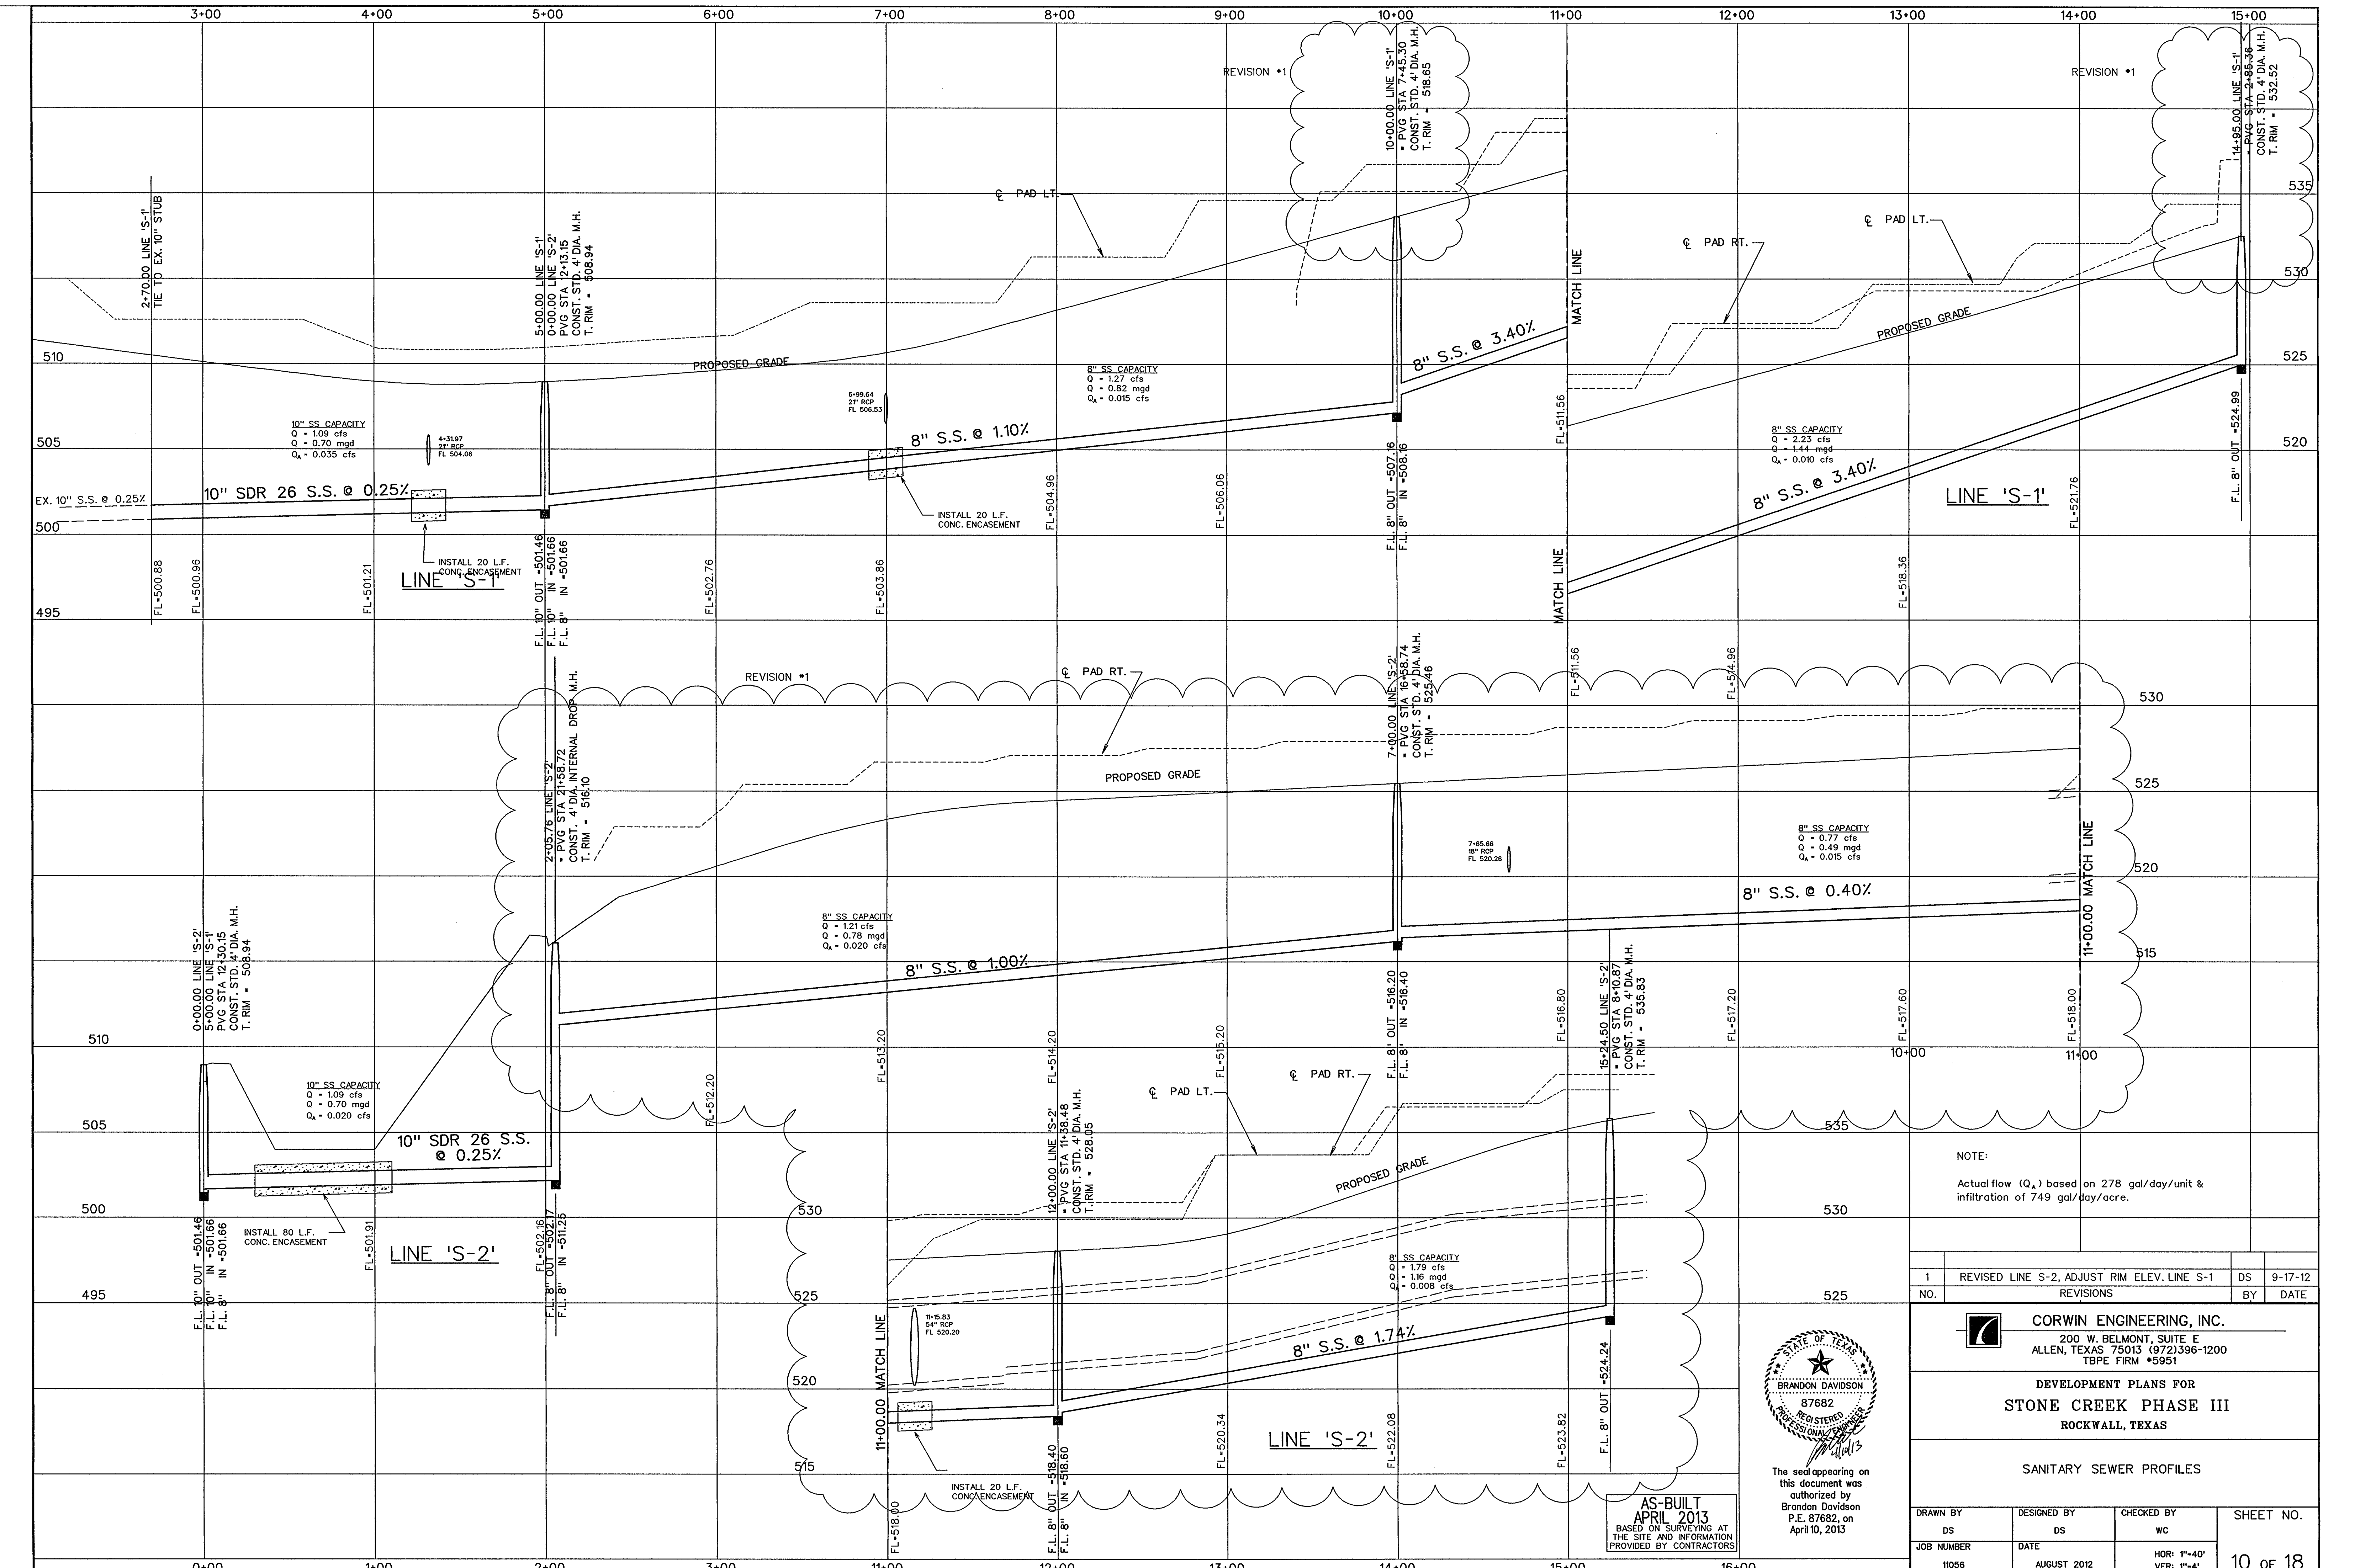 3+00 4+00 5+00 6+00 7+00 8+00 9+00 10+00 11+00 12+00 13+00 14+00 15+00
2+70.00 LINE 'S-1'
TIE TO EX. 10" STUB
5+00.00 LINE 'S-1'
0+00.00 LINE 'S-2'
PVG STA 12+13.15
CONST. STD. 4' DIA. M.H.
T. RIM = 508.94
REVISION #1
10+00.00 LINE 'S-1'
= PVG STA 7+45.30
CONST. STD. 4' DIA. M.H.
T. RIM = 518.65
REVISION #1
14+95.00 LINE 'S-1'
= PVG STA 2+85.36
CONST. STD. 4' DIA. M.H.
T. RIM = 532.52
℄ PAD LT.
℄ PAD RT.
℄ PAD LT.
MATCH LINE
MATCH LINE
PROPOSED GRADE
PROPOSED GRADE
510
505
500
495
535
530
525
520
10" SS CAPACITY
Q = 1.09 cfs
Q = 0.70 mgd
QA = 0.035 cfs
4+31.97
21" RCP
FL 504.06
6+99.64
21" RCP
FL 506.53
8" SS CAPACITY
Q = 1.27 cfs
Q = 0.82 mgd
QA = 0.015 cfs
8" SS CAPACITY
Q = 2.23 cfs
Q = 1.44 mgd
QA = 0.010 cfs
EX. 10" S.S. @ 0.25%
10" SDR 26 S.S. @ 0.25%
8" S.S. @ 1.10%
8" S.S. @ 3.40%
8" S.S. @ 3.40%
INSTALL 20 L.F.
CONC. ENCASEMENT
INSTALL 20 L.F.
CONC. ENCASEMENT
LINE 'S-1'
LINE 'S-1'
FL=500.88
FL=500.96
FL=501.21
F.L. 10" OUT =501.46
F.L. 10" IN =501.66
F.L. 8" IN =501.66
FL=502.76
FL=503.86
FL=504.96
FL=506.06
F.L. 8" OUT =507.16
F.L. 8" IN =508.16
FL=511.56
FL=511.56
FL=514.96
FL=518.36
FL=521.76
F.L. 8" OUT =524.99
REVISION #1
℄ PAD RT.
0+00.00 LINE 'S-2'
5+00.00 LINE 'S-1'
PVG STA 12+30.15
CONST. STD. 4' DIA. M.H.
T. RIM = 508.94
2+05.76 LINE 'S-2'
= PVG STA 21+58.72
CONST. 4' DIA. INTERNAL DROP M.H.
T. RIM = 516.10
7+00.00 LINE 'S-2'
= PVG STA 16+58.74
CONST. STD. 4' DIA. M.H.
T. RIM = 525.46
PROPOSED GRADE
530
525
520
515
11+00.00 MATCH LINE
7+65.66
18" RCP
FL 520.26
8" SS CAPACITY
Q = 0.77 cfs
Q = 0.49 mgd
QA = 0.015 cfs
8" S.S. @ 0.40%
8" SS CAPACITY
Q = 1.21 cfs
Q = 0.78 mgd
QA = 0.020 cfs
8" S.S. @ 1.00%
510
505
500
495
10" SS CAPACITY
Q = 1.09 cfs
Q = 0.70 mgd
QA = 0.020 cfs
10" SDR 26 S.S.
@ 0.25%
INSTALL 80 L.F.
CONC. ENCASEMENT
LINE 'S-2'
F.L. 10" OUT =501.46
F.L. 10" IN =501.66
F.L. 8" IN =501.66
FL=501.91
FL=502.16
F.L. 8" OUT =502.17
F.L. 8" IN =511.25
FL=512.20
FL=513.20
FL=514.20
FL=515.20
F.L. 8" OUT =516.20
F.L. 8" IN =516.40
FL=516.80
FL=517.20
FL=517.60
FL=518.00
10+00 11+00
℄ PAD LT.
℄ PAD RT.
12+00.00 LINE 'S-2'
= PVG STA 11+38.48
CONST. STD. 4' DIA. M.H.
T.RIM = 528.05
15+24.50 LINE 'S-2'
= PVG STA 8+10.87
CONST. STD. 4' DIA. M.H.
T. RIM = 535.83
PROPOSED GRADE
530
525
520
515
535
530
525
11+15.83
54" RCP
FL 520.20
8" SS CAPACITY
Q = 1.79 cfs
Q = 1.16 mgd
QA = 0.008 cfs
8" S.S. @ 1.74%
11+00.00 MATCH LINE
LINE 'S-2'
INSTALL 20 L.F.
CONC. ENCASEMENT
FL=518.00
F.L. 8" OUT =518.40
F.L. 8" IN =518.60
FL=520.34
FL=522.08
FL=523.82
F.L. 8" OUT =524.24
0+00 1+00 2+00 3+00 11+00 12+00 13+00 14+00 15+00 16+00
AS-BUILT
APRIL 2013
BASED ON SURVEYING AT
THE SITE AND INFORMATION
PROVIDED BY CONTRACTORS
STATE OF TEXAS
BRANDON DAVIDSON
87682
REGISTERED
PROFESSIONAL ENGINEER
4/10/13
The seal appearing on
this document was
authorized by
Brandon Davidson
P.E. 87682, on
April 10, 2013
NOTE:
Actual flow (QA) based on 278 gal/day/unit &
infiltration of 749 gal/day/acre.
1 REVISED LINE S-2, ADJUST RIM ELEV. LINE S-1 DS 9-17-12
NO. REVISIONS BY DATE
CORWIN ENGINEERING, INC.
200 W. BELMONT, SUITE E
ALLEN, TEXAS 75013 (972)396-1200
TBPE FIRM #5951
DEVELOPMENT PLANS FOR
STONE CREEK PHASE III
ROCKWALL, TEXAS
SANITARY SEWER PROFILES
DRAWN BY DESIGNED BY CHECKED BY SHEET NO.
DS DS WC
JOB NUMBER DATE HOR: 1"=40'
11056 AUGUST 2012 VER: 1"=4'
10 OF 18